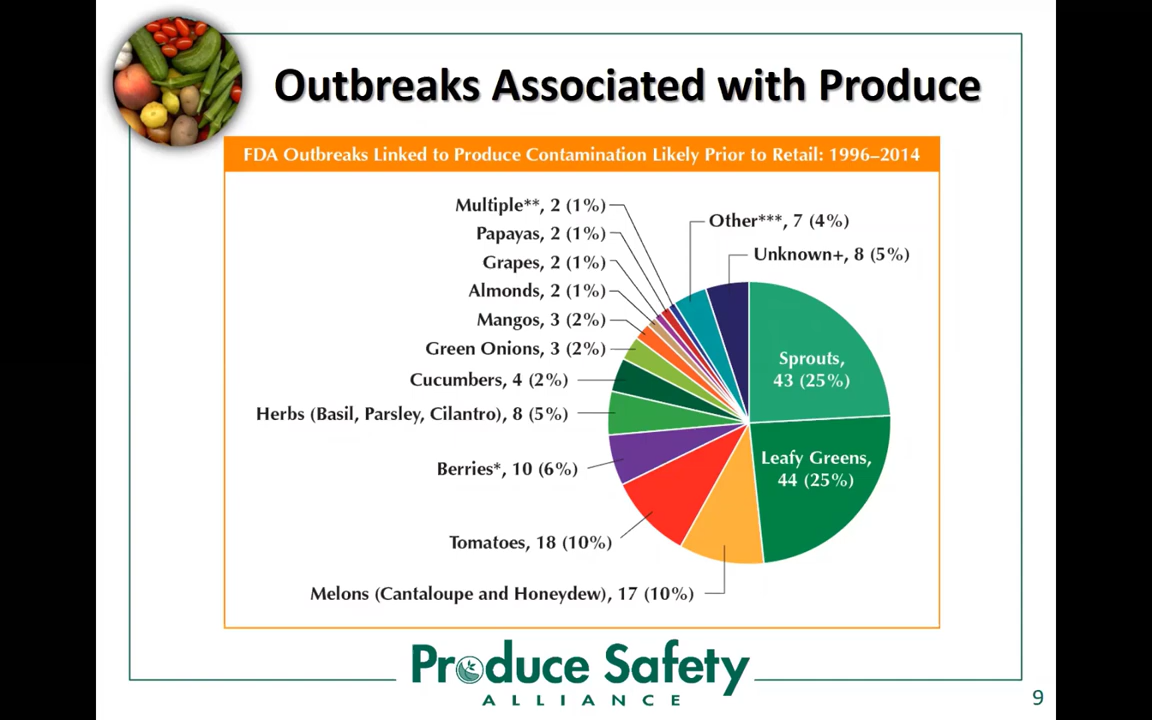 Outbreaks Associated with Produce
FDA Outbreaks Linked to Produce Contamination Likely Prior to Retail: 1996–2014
Multiple**, 2 (1%)
Papayas, 2 (1%)
Grapes, 2 (1%)
Almonds, 2 (1%)
Mangos, 3 (2%)
Green Onions, 3 (2%)
Cucumbers, 4 (2%)
Herbs (Basil, Parsley, Cilantro), 8 (5%)
Berries*, 10 (6%)
Tomatoes, 18 (10%)
Melons (Cantaloupe and Honeydew), 17 (10%)
Other***, 7 (4%)
Unknown+, 8 (5%)
Sprouts,
43 (25%)
Leafy Greens,
44 (25%)
Produce Safety
ALLIANCE
9